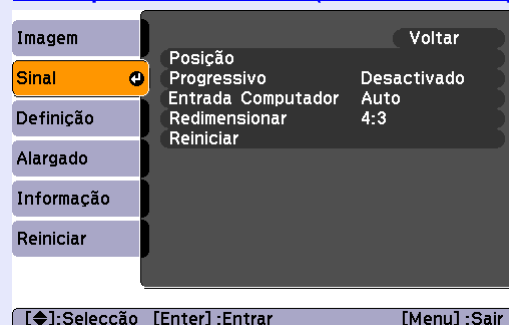 Imagem
Sinal
Definição
Alargado
Informação
Reiniciar
Voltar
Posição
Progressivo Desactivado
Entrada Computador Auto
Redimensionar 4:3
Reiniciar
[]:Selecção [Enter]:Entrar [Menu]:Sair